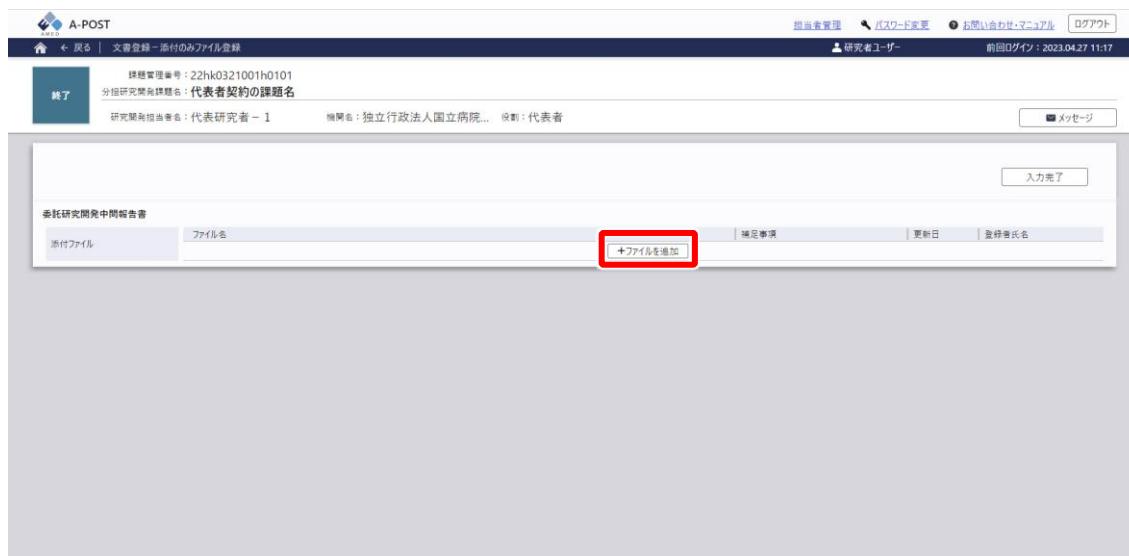 AMED A-POST 担当者管理 パスワード変更 お問い合わせ・マニュアル ログアウト
← 戻る | 文書登録－添付のみファイル登録 研究者ユーザー 前回ログイン：2023.04.27 11:17
終了
課題管理番号：22hk0321001h0101
分担研究開発課題名：代表者契約の課題名
研究開発担当者名：代表研究者－１ 機関名：独立行政法人国立病院... 役割：代表者 メッセージ
入力完了
委託研究開発中間報告書
添付ファイル ファイル名 補足事項 更新日 登録者氏名
+ファイルを追加